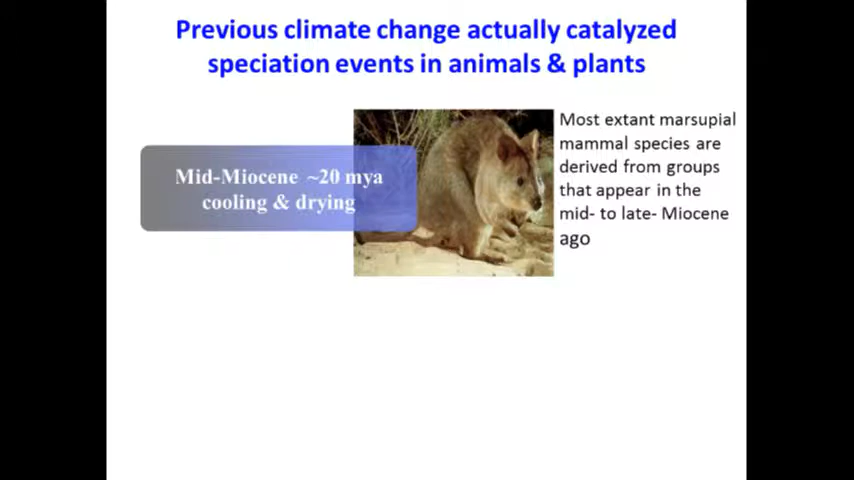 Previous climate change actually catalyzed
speciation events in animals & plants
Mid-Miocene ~20 mya
cooling & drying
Most extant marsupial
mammal species are
derived from groups
that appear in the
mid- to late- Miocene
ago